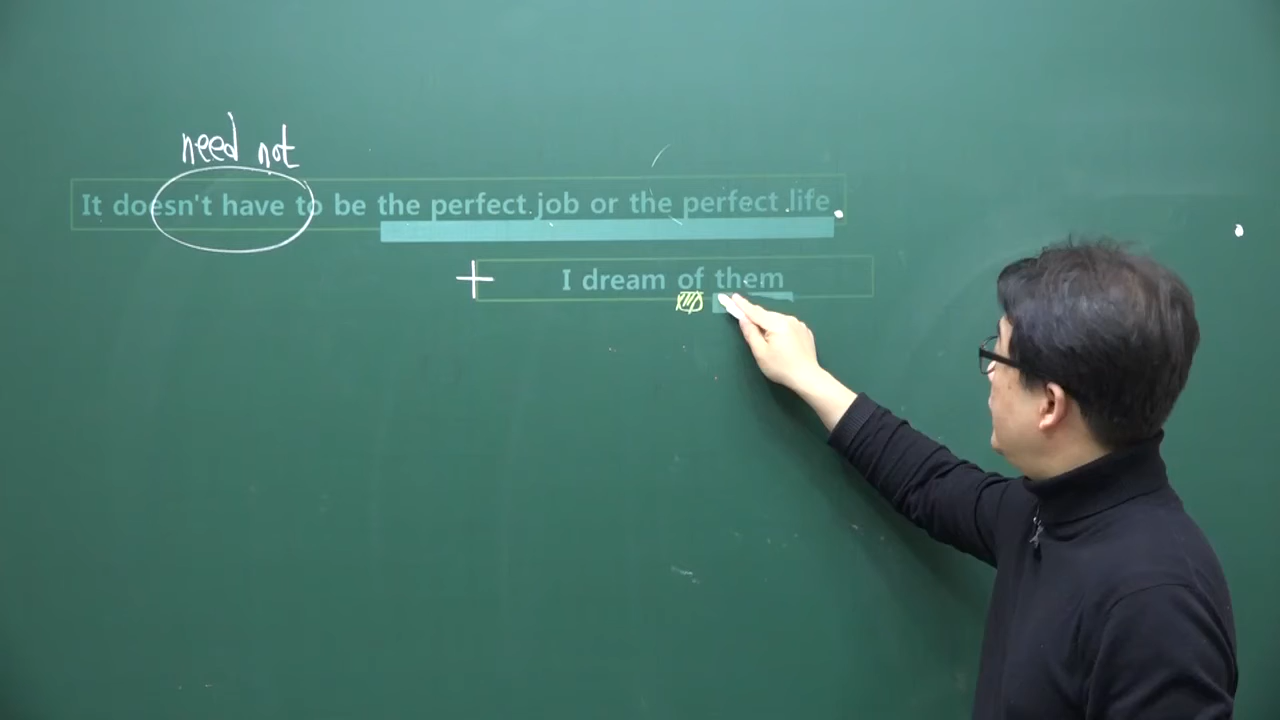 need not
It doesn't have to be the perfect job or the perfect life
+ I dream of them